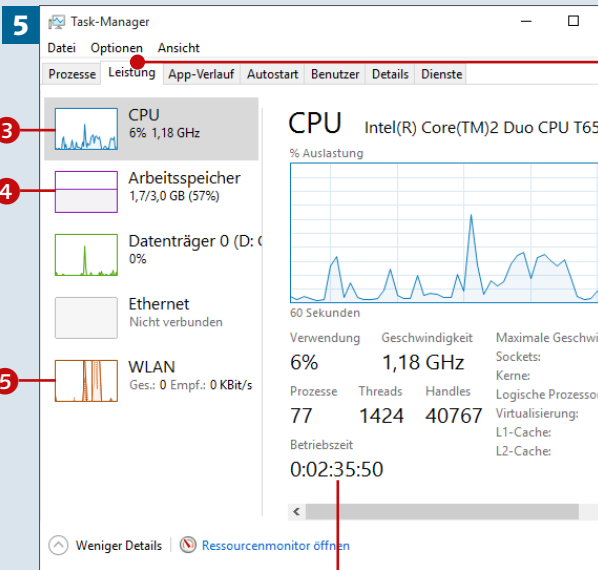 5
Task-Manager
Datei Optionen Ansicht
Prozesse Leistung App-Verlauf Autostart Benutzer Details Dienste
3
CPU
6% 1,18 GHz
4
Arbeitsspeicher
1,7/3,0 GB (57%)
Datenträger 0 (D:
0%
Ethernet
Nicht verbunden
5
WLAN
Ges.: 0 Empf.: 0 KBit/s
CPU Intel(R) Core(TM)2 Duo CPU T65
% Auslastung
60 Sekunden
Verwendung Geschwindigkeit
6% 1,18 GHz
Prozesse Threads Handles
77 1424 40767
Betriebszeit
0:02:35:50
Maximale Geschwi
Sockets:
Kerne:
Logische Prozessor
Virtualisierung:
L1-Cache:
L2-Cache:
Weniger Details Ressourcenmonitor öffnen